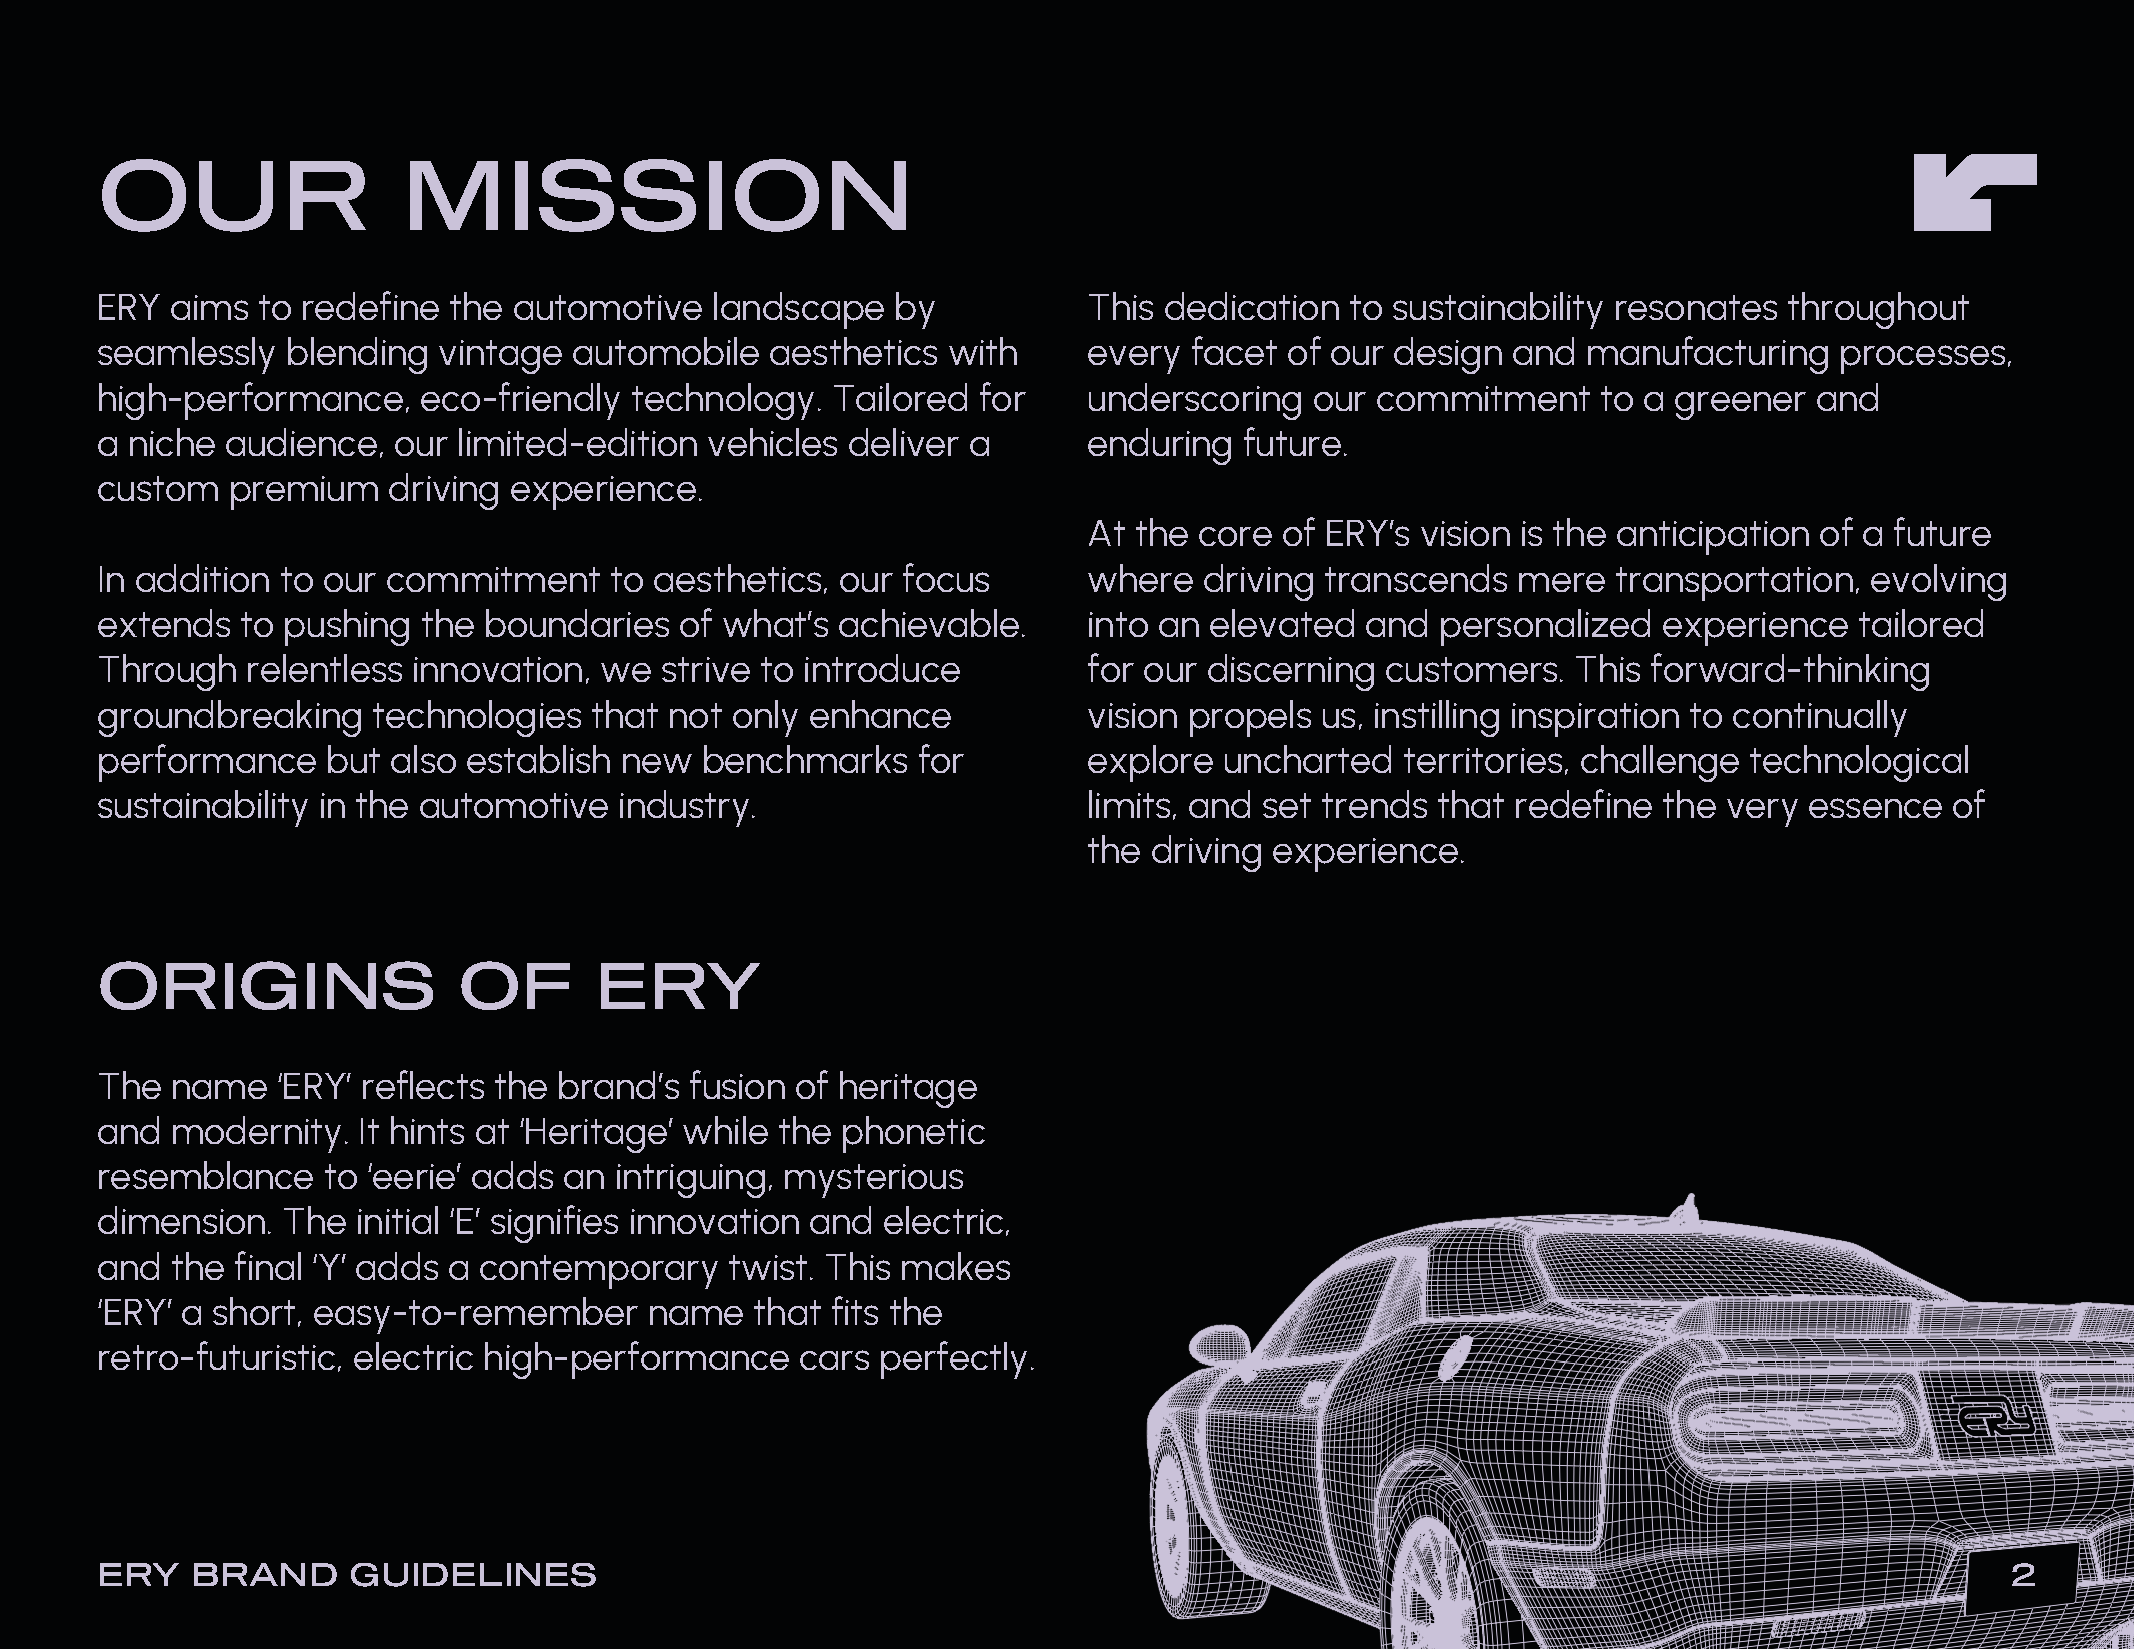 OUR MISSION
ERY aims to redefine the automotive landscape by
seamlessly blending vintage automobile aesthetics with
high-performance, eco-friendly technology. Tailored for
a niche audience, our limited-edition vehicles deliver a
custom premium driving experience.
In addition to our commitment to aesthetics, our focus
extends to pushing the boundaries of what's achievable.
Through relentless innovation, we strive to introduce
groundbreaking technologies that not only enhance
performance but also establish new benchmarks for
sustainability in the automotive industry.
This dedication to sustainability resonates throughout
every facet of our design and manufacturing processes,
underscoring our commitment to a greener and
enduring future.
At the core of ERY's vision is the anticipation of a future
where driving transcends mere transportation, evolving
into an elevated and personalized experience tailored
for our discerning customers. This forward-thinking
vision propels us, instilling inspiration to continually
explore uncharted territories, challenge technological
limits, and set trends that redefine the very essence of
the driving experience.
ORIGINS OF ERY
The name 'ERY' reflects the brand's fusion of heritage
and modernity. It hints at 'Heritage' while the phonetic
resemblance to 'eerie' adds an intriguing, mysterious
dimension. The initial 'E' signifies innovation and electric,
and the final 'Y' adds a contemporary twist. This makes
'ERY' a short, easy-to-remember name that fits the
retro-futuristic, electric high-performance cars perfectly.
ERY
ERY BRAND GUIDELINES
2